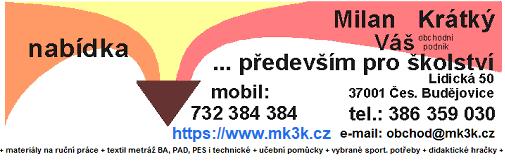 nabídka
Milan Krátký
Váš obchodní podnik
... především pro školství
Lidická 50
mobil: 37001 Čes. Budějovice
732 384 384 tel.: 386 359 030
https://www.mk3k.cz e-mail: obchod@mk3k.cz
+ materiály na ruční práce + textil metráž BA, PAD, PES i technické + učební pomůcky + vybrané sport. potřeby + didaktické hračky +